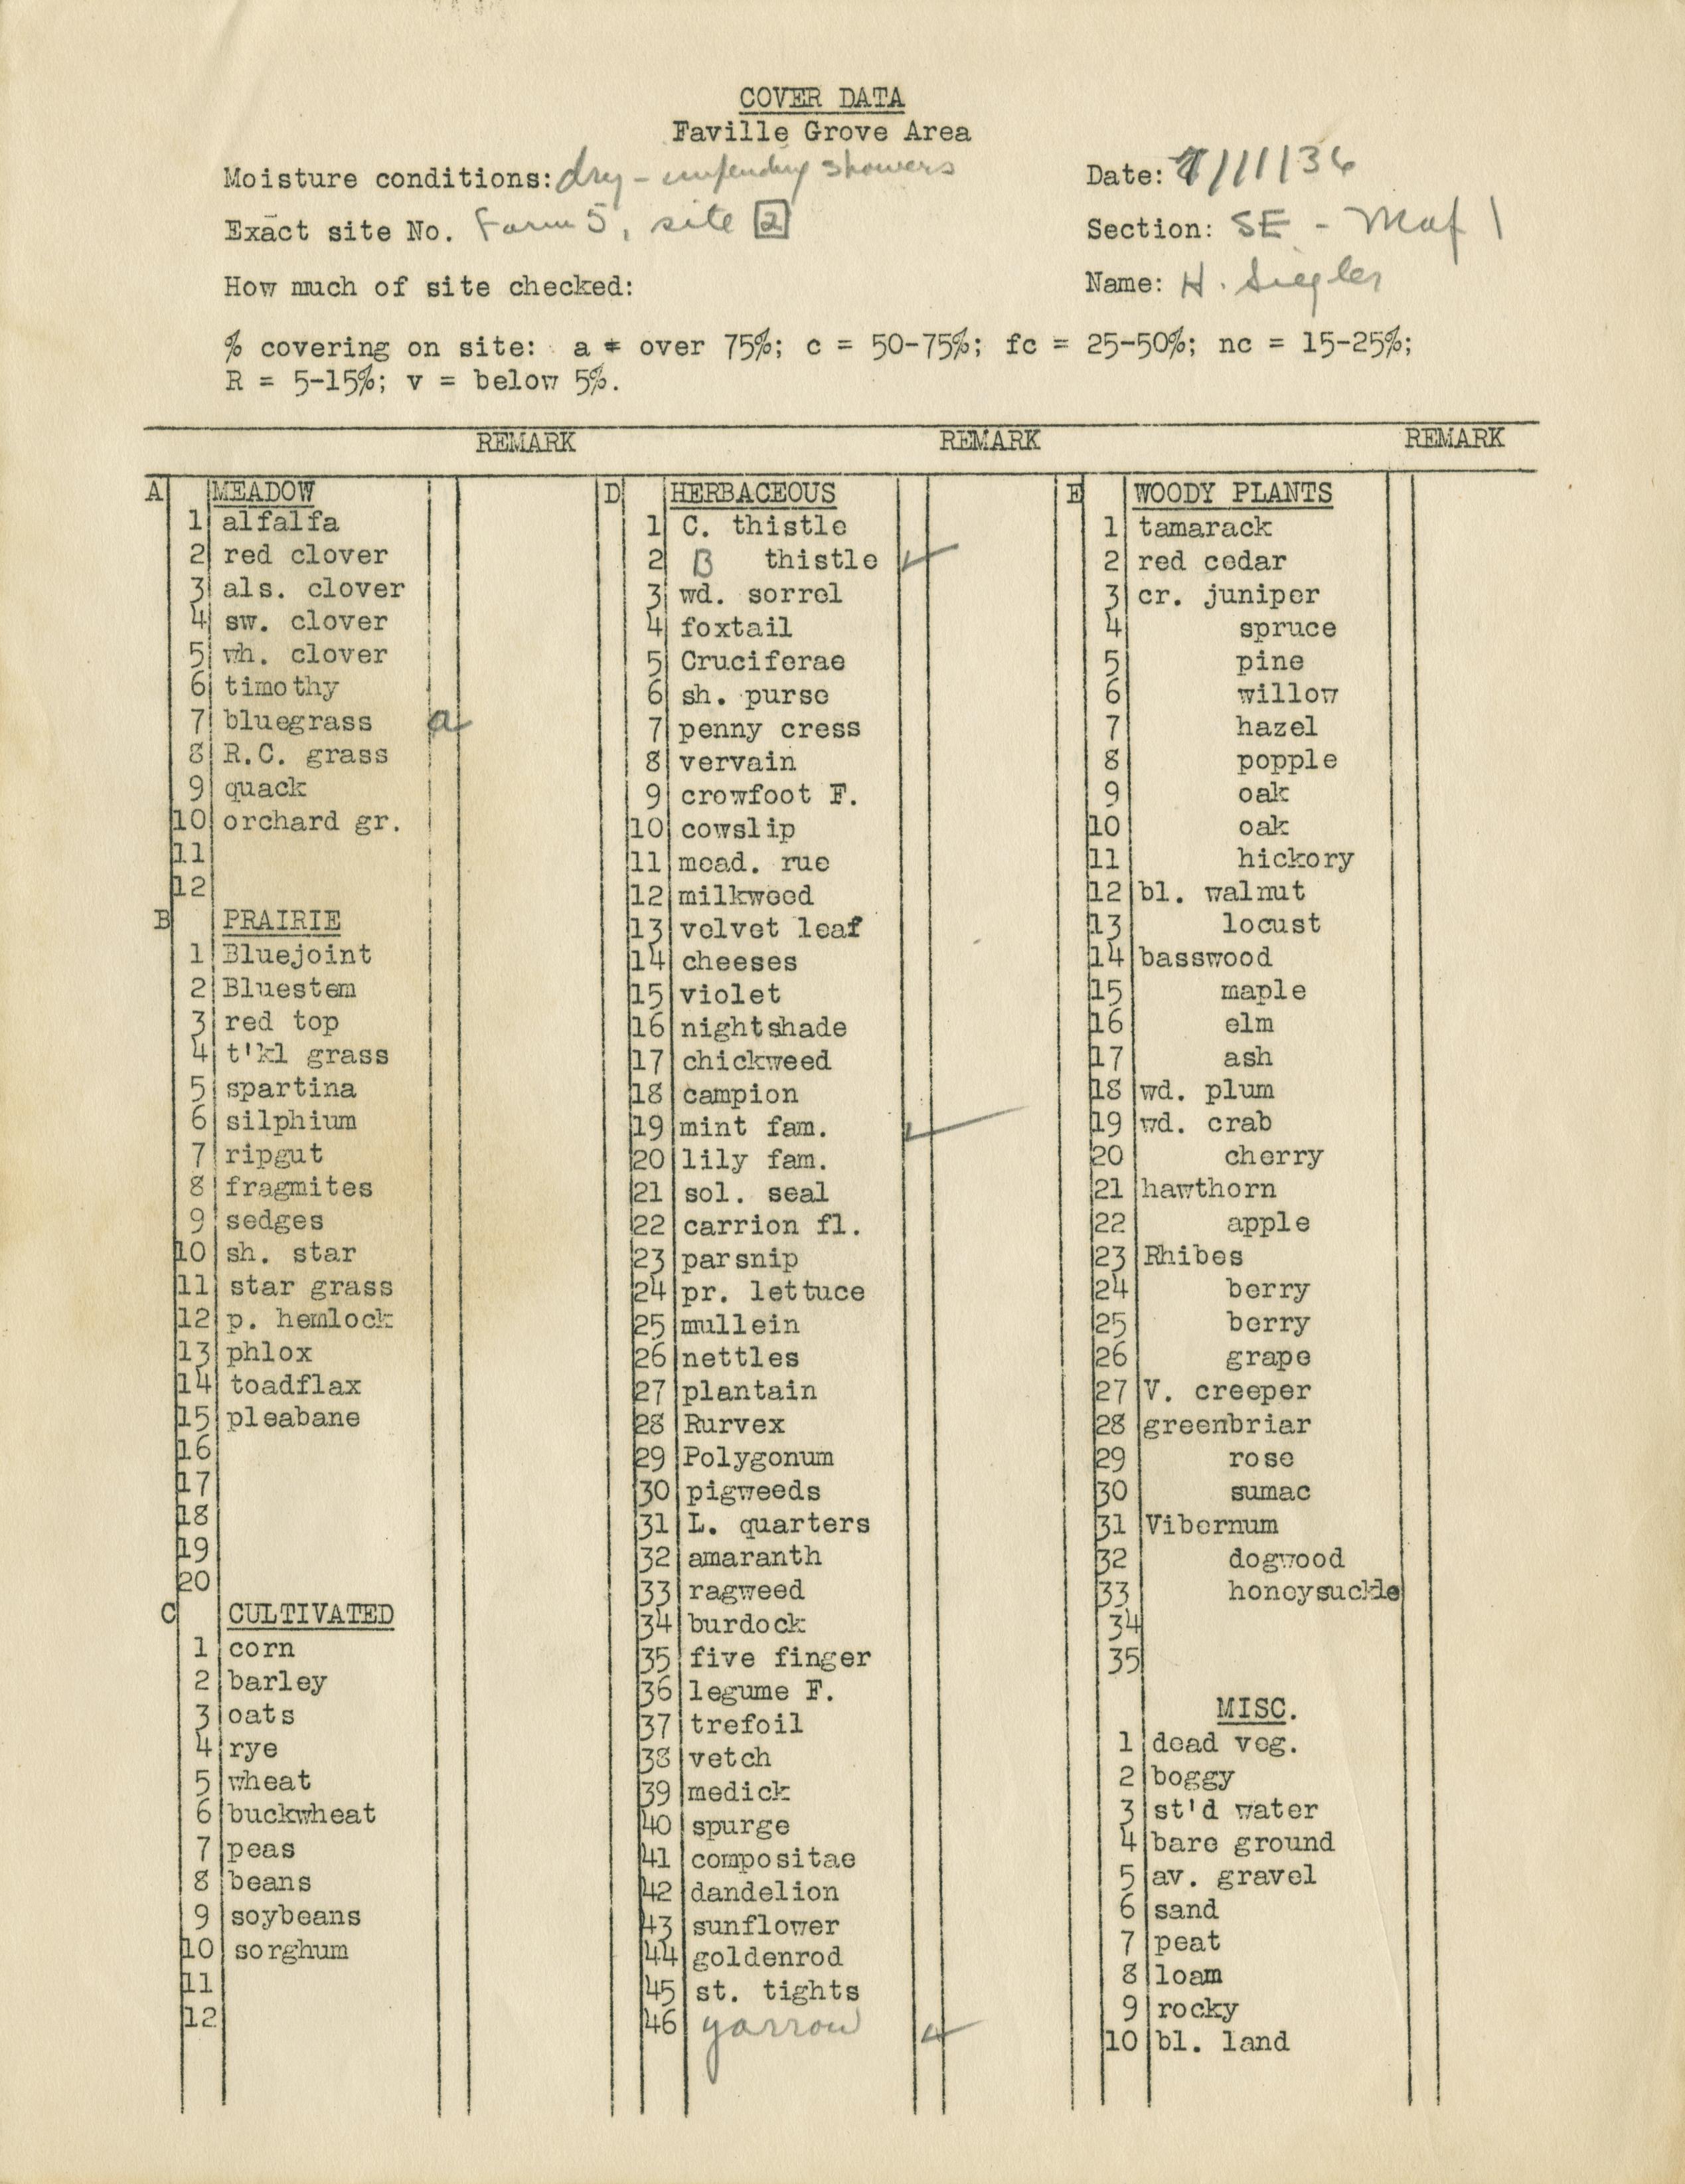 COVER DATA
Faville Grove Area
Moisture conditions: dry - impending showers
Date: 7/11/36
Exact site No. Farm 5, site 2
Section: SE - Map 1
How much of site checked:
Name: H. Siegler
% covering on site: a = over 75%; c = 50-75%; fc = 25-50%; nc = 15-25%;
R = 5-15%; v = below 5%.
REMARK REMARK REMARK
A MEADOW
1 alfalfa
2 red clover
3 als. clover
4 sw. clover
5 wh. clover
6 timothy
7 bluegrass a
8 R.C. grass
9 quack
10 orchard gr.
11
12
B PRAIRIE
1 Bluejoint
2 Bluestem
3 red top
4 t'kl grass
5 spartina
6 silphium
7 ripgut
8 fragmites
9 sedges
10 sh. star
11 star grass
12 p. hemlock
13 phlox
14 toadflax
15 pleabane
16
17
18
19
20
C CULTIVATED
1 corn
2 barley
3 oats
4 rye
5 wheat
6 buckwheat
7 peas
8 beans
9 soybeans
10 sorghum
11
12
D HERBACEOUS
1 C. thistle
2 B thistle ✓
3 wd. sorrel
4 foxtail
5 Cruciferae
6 sh. purse
7 penny cress
8 vervain
9 crowfoot F.
10 cowslip
11 mead. rue
12 milkweed
13 velvet leaf
14 cheeses
15 violet
16 nightshade
17 chickweed
18 campion
19 mint fam. ✓
20 lily fam.
21 sol. seal
22 carrion fl.
23 parsnip
24 pr. lettuce
25 mullein
26 nettles
27 plantain
28 Rurvex
29 Polygonum
30 pigweeds
31 L. quarters
32 amaranth
33 ragweed
34 burdock
35 five finger
36 legume F.
37 trefoil
38 vetch
39 medick
40 spurge
41 compositae
42 dandelion
43 sunflower
44 goldenrod
45 st. tights
46 yarrow ✓
E WOODY PLANTS
1 tamarack
2 red cedar
3 cr. juniper
4 spruce
5 pine
6 willow
7 hazel
8 popple
9 oak
10 oak
11 hickory
12 bl. walnut
13 locust
14 basswood
15 maple
16 elm
17 ash
18 wd. plum
19 wd. crab
20 cherry
21 hawthorn
22 apple
23 Rhibes
24 berry
25 berry
26 grape
27 V. creeper
28 greenbriar
29 rose
30 sumac
31 Vibernum
32 dogwood
33 honeysuckle
34
35
MISC.
1 dead veg.
2 boggy
3 st'd water
4 bare ground
5 av. gravel
6 sand
7 peat
8 loam
9 rocky
10 bl. land